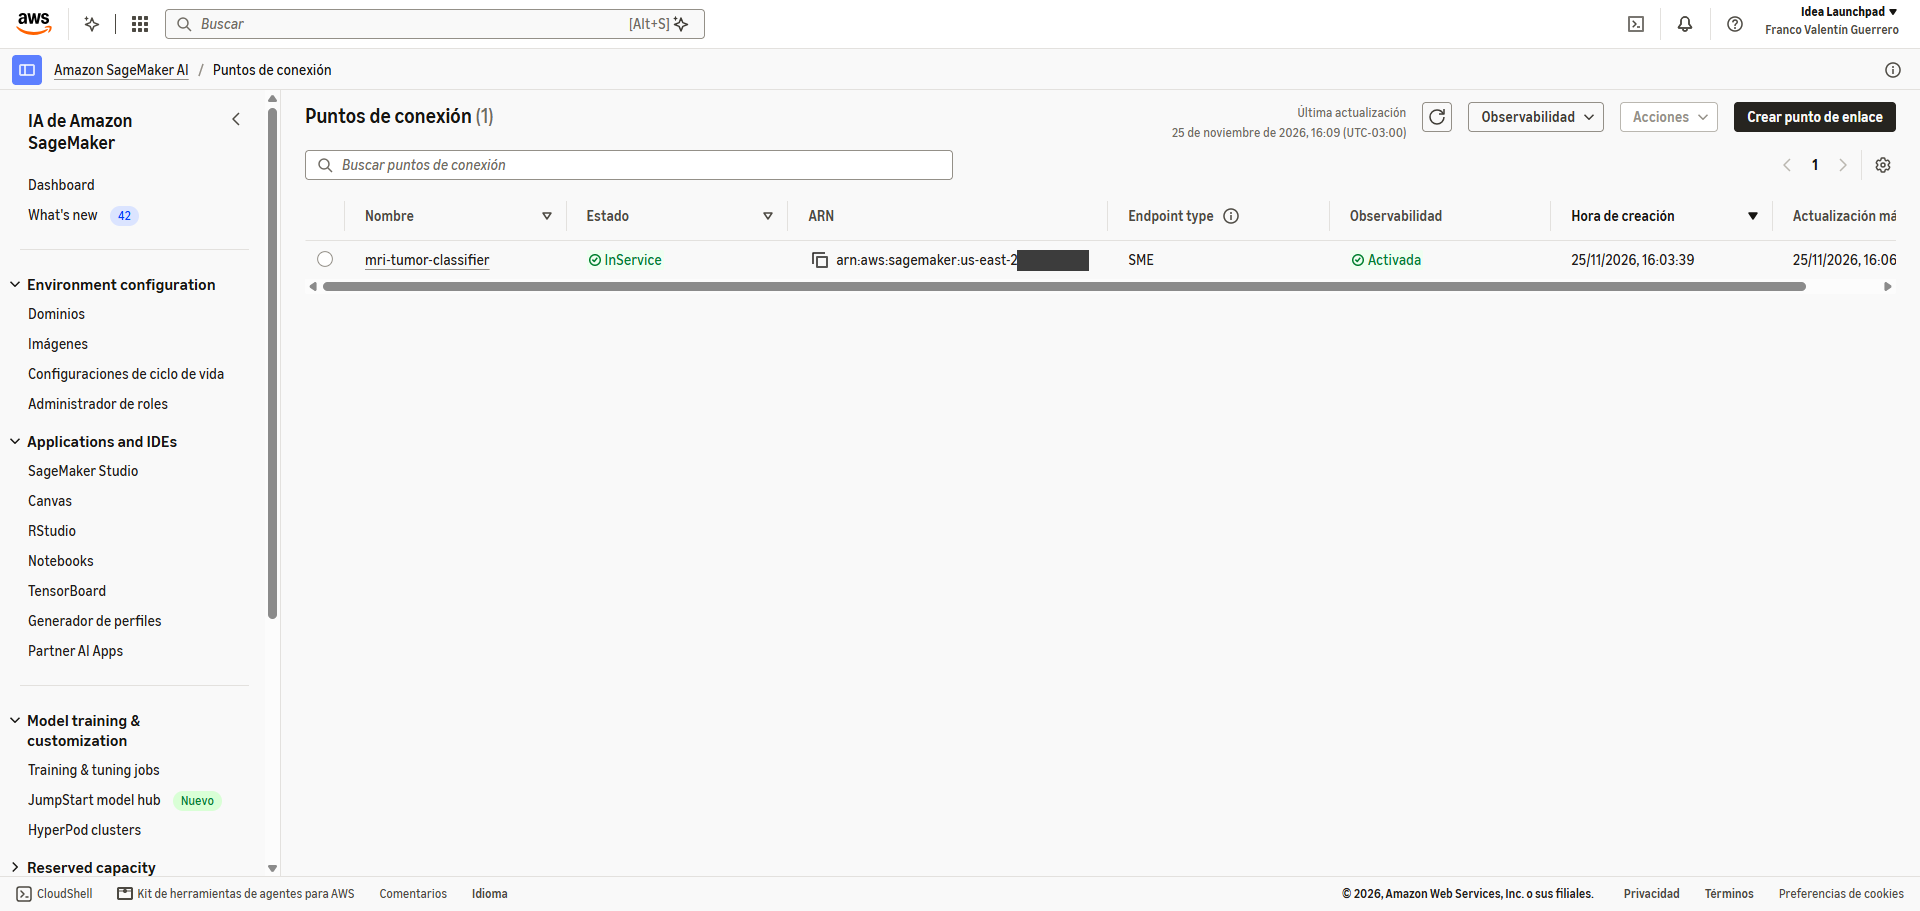 aws
Buscar
[Alt+S]
Idea Launchpad
Franco Valentín Guerrero
Amazon SageMaker AI / Puntos de conexión
IA de Amazon
SageMaker
Dashboard
What's new 42
Environment configuration
Dominios
Imágenes
Configuraciones de ciclo de vida
Administrador de roles
Applications and IDEs
SageMaker Studio
Canvas
RStudio
Notebooks
TensorBoard
Generador de perfiles
Partner AI Apps
Model training &
customization
Training & tuning jobs
JumpStart model hub Nuevo
HyperPod clusters
Reserved capacity
Puntos de conexión (1)
Última actualización
25 de noviembre de 2026, 16:09 (UTC-03:00)
Observabilidad
Acciones
Crear punto de enlace
Buscar puntos de conexión
1
Nombre Estado ARN Endpoint type Observabilidad Hora de creación Actualización má
mri-tumor-classifier InService arn:aws:sagemaker:us-east-2 SME Activada 25/11/2026, 16:03:39 25/11/2026, 16:06
CloudShell Kit de herramientas de agentes para AWS Comentarios Idioma © 2026, Amazon Web Services, Inc. o sus filiales. Privacidad Términos Preferencias de cookies